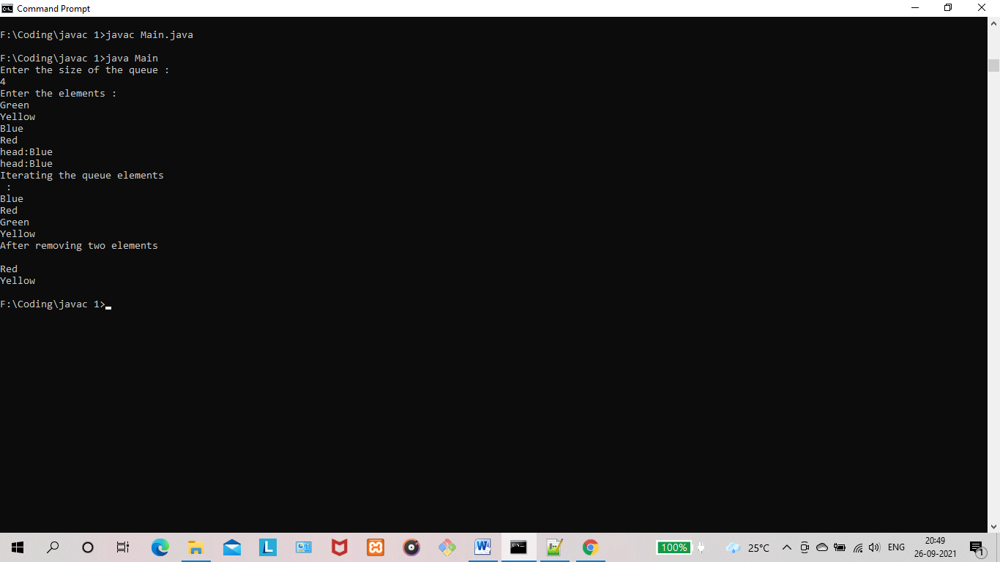 Command Prompt
F:\Coding\javac 1>javac Main.java
F:\Coding\javac 1>java Main
Enter the size of the queue :
4
Enter the elements :
Green
Yellow
Blue
Red
head:Blue
head:Blue
Iterating the queue elements
 :
Blue
Red
Green
Yellow
After removing two elements
Red
Yellow
F:\Coding\javac 1>
100% 25°C ENG 20:49
26-09-2021
1